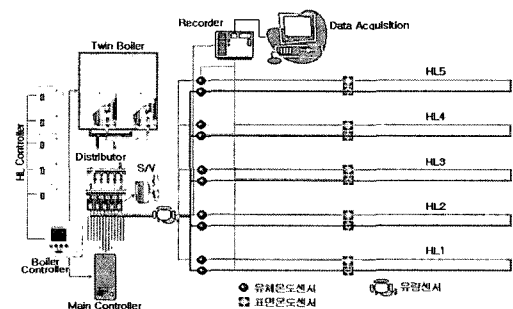 Recorder
Data Acquisition
Twin Boiler
HL Controller
Distributor
S/V
Boiler
Controller
Main Controller
HL5
HL4
HL3
HL2
HL1
유체온도센서
표면온도센서
유량센서